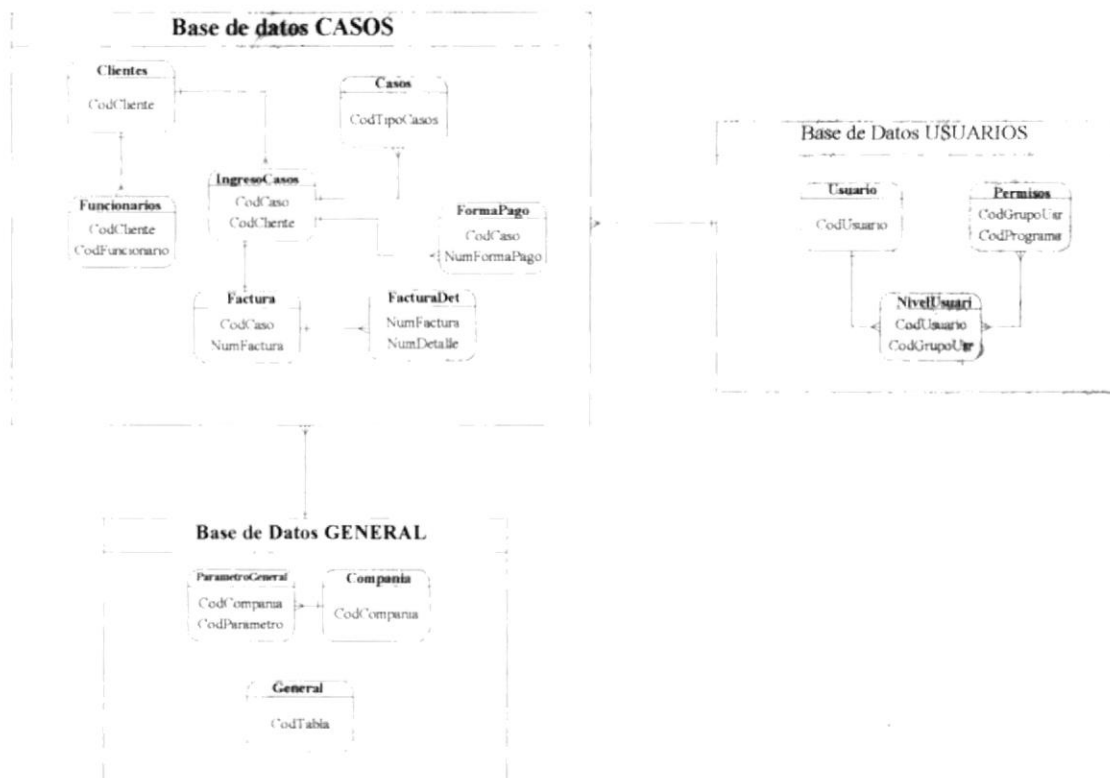 Base de datos CASOS
Clientes
CodCliente
Casos
CodTipoCasos
IngresoCasos
CodCaso
CodCliente
Funcionarios
CodCliente
CodFuncionario
FormaPago
CodCaso
NumFormaPago
Factura
CodCaso
NumFactura
FacturaDet
NumFactura
NumDetalle
Base de Datos USUARIOS
Usuario
CodUsuario
Permisos
CodGrupoUsr
CodPrograma
NivelUsuari
CodUsuario
CodGrupoUsr
Base de Datos GENERAL
ParametroGeneral
CodCompania
CodParametro
Compania
CodCompania
General
CodTabla